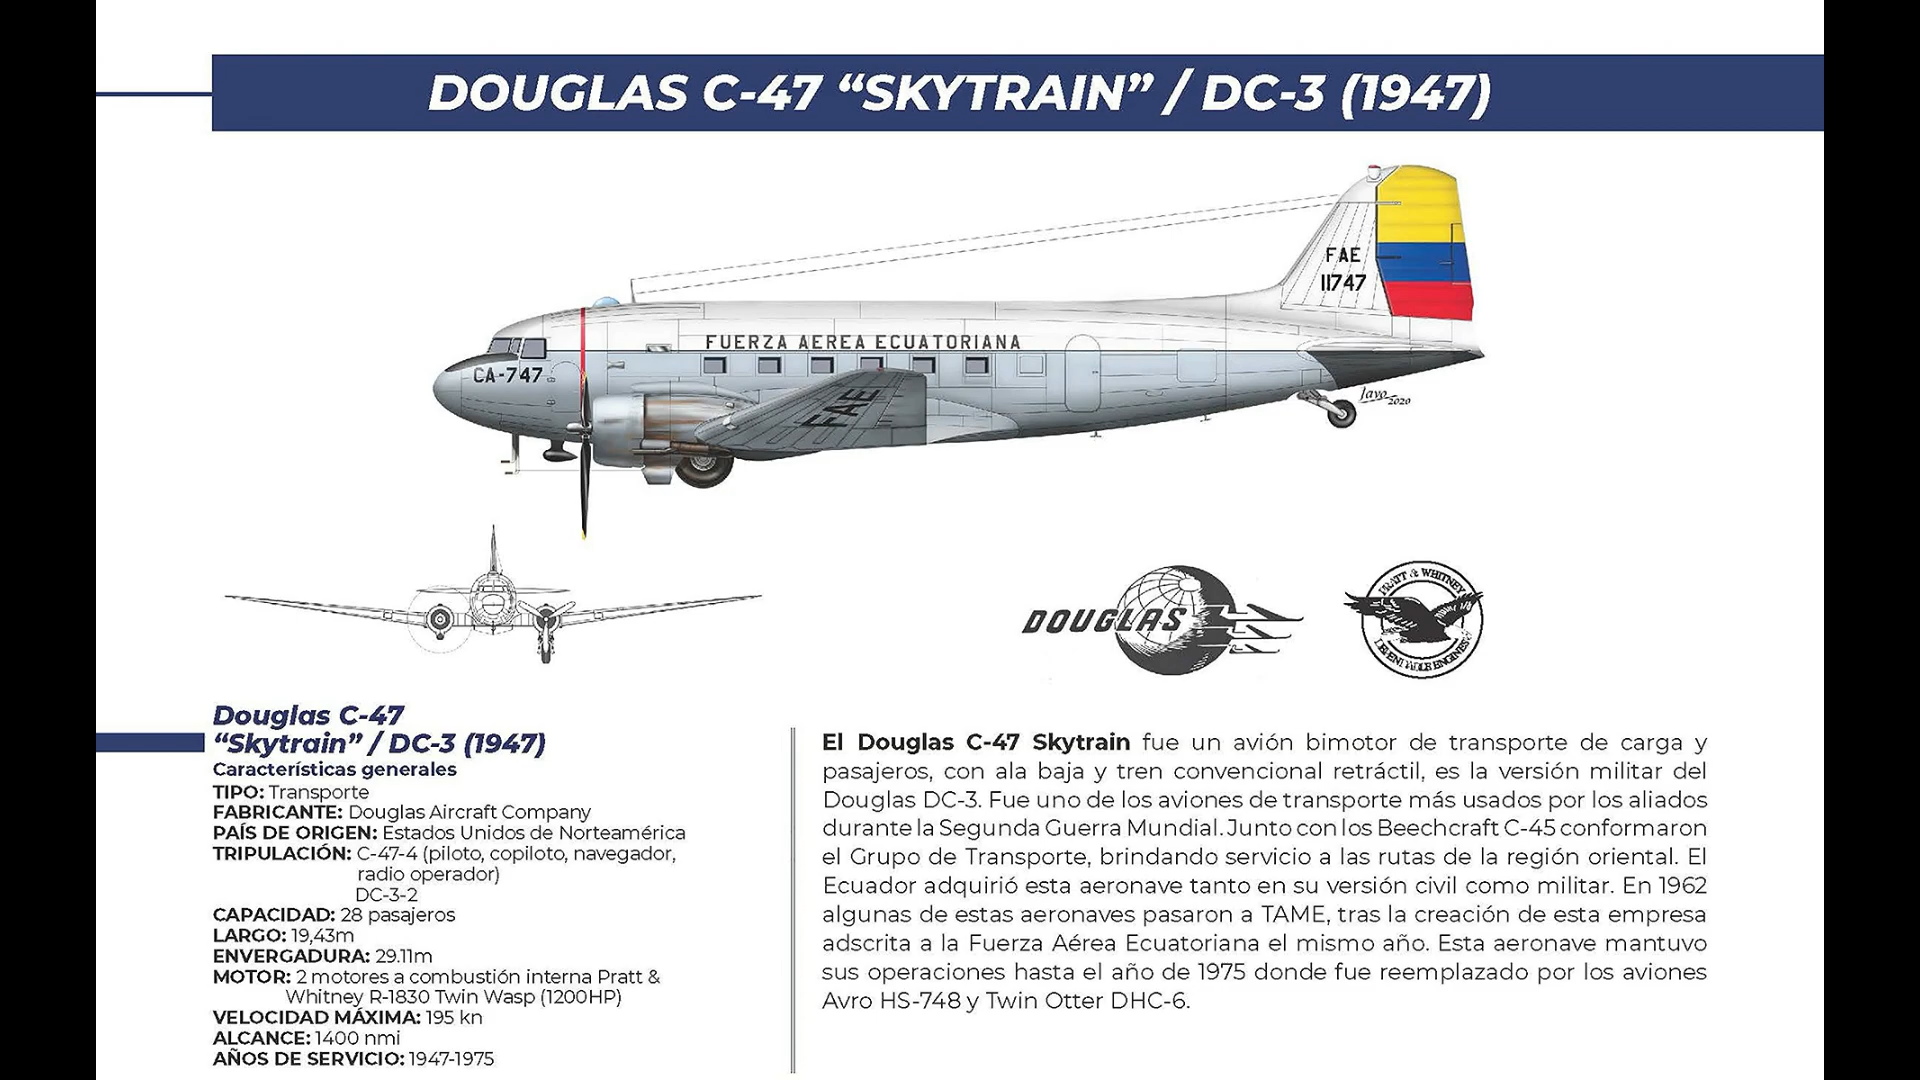 DOUGLAS C-47 “SKYTRAIN” / DC-3 (1947)
FAE
11747
FUERZA AEREA ECUATORIANA
CA-747
FAE
Javo
2020
DOUGLAS
PRATT & WHITNEY
DEPENDABLE ENGINES
Douglas C-47
“Skytrain” / DC-3 (1947)
Características generales
TIPO: Transporte
FABRICANTE: Douglas Aircraft Company
PAÍS DE ORIGEN: Estados Unidos de Norteamérica
TRIPULACIÓN: C-47-4 (piloto, copiloto, navegador,
radio operador)
DC-3-2
CAPACIDAD: 28 pasajeros
LARGO: 19,43m
ENVERGADURA: 29.11m
MOTOR: 2 motores a combustión interna Pratt &
Whitney R-1830 Twin Wasp (1200HP)
VELOCIDAD MÁXIMA: 195 kn
ALCANCE: 1400 nmi
AÑOS DE SERVICIO: 1947-1975
El Douglas C-47 Skytrain fue un avión bimotor de transporte de carga y
pasajeros, con ala baja y tren convencional retráctil, es la versión militar del
Douglas DC-3. Fue uno de los aviones de transporte más usados por los aliados
durante la Segunda Guerra Mundial. Junto con los Beechcraft C-45 conformaron
el Grupo de Transporte, brindando servicio a las rutas de la región oriental. El
Ecuador adquirió esta aeronave tanto en su versión civil como militar. En 1962
algunas de estas aeronaves pasaron a TAME, tras la creación de esta empresa
adscrita a la Fuerza Aérea Ecuatoriana el mismo año. Esta aeronave mantuvo
sus operaciones hasta el año de 1975 donde fue reemplazado por los aviones
Avro HS-748 y Twin Otter DHC-6.